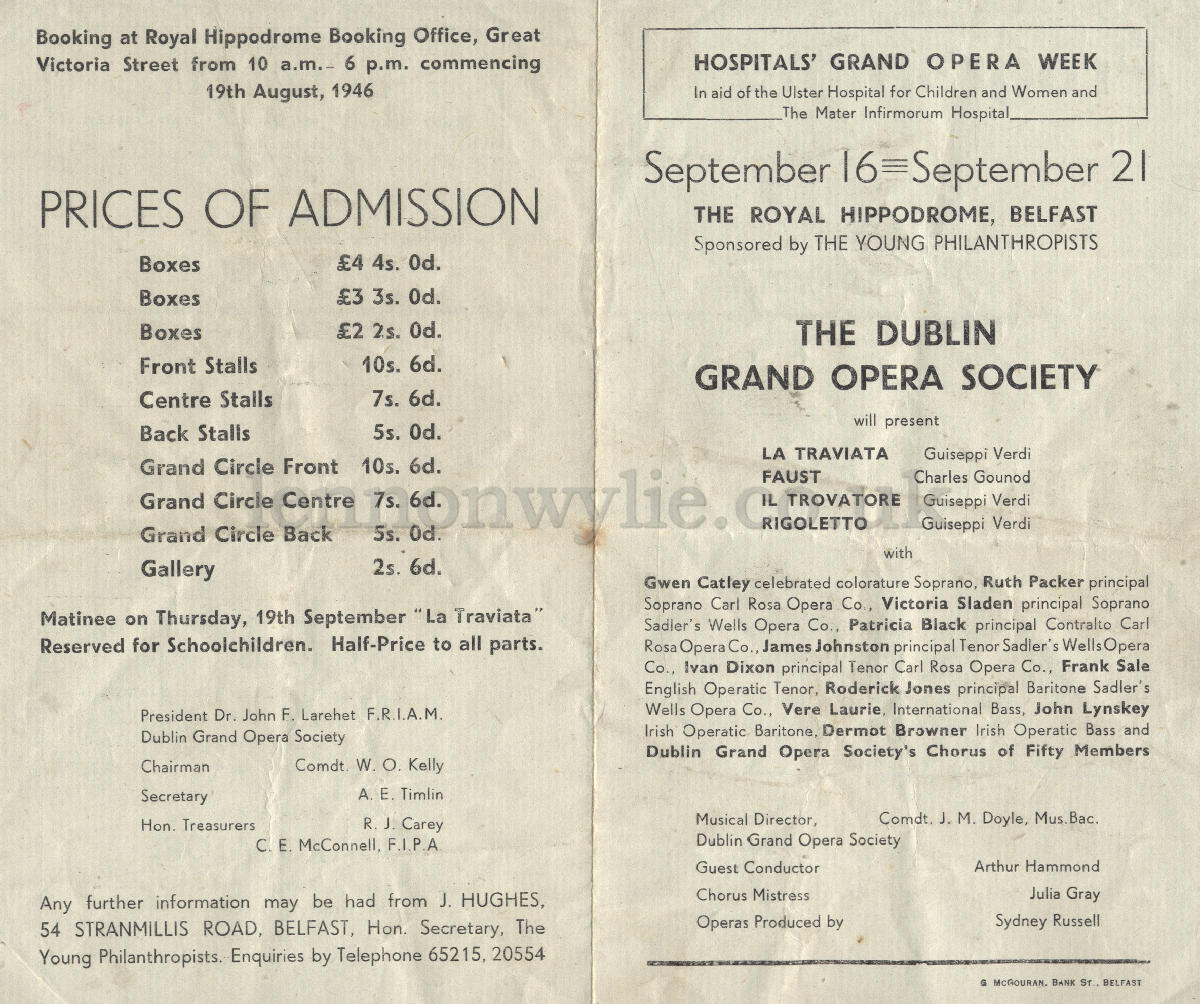 Booking at Royal Hippodrome Booking Office, Great
Victoria Street from 10 a.m.- 6 p.m. commencing
19th August, 1946
PRICES OF ADMISSION
Boxes £4 4s. 0d.
Boxes £3 3s. 0d.
Boxes £2 2s. 0d.
Front Stalls 10s. 6d.
Centre Stalls 7s. 6d.
Back Stalls 5s. 0d.
Grand Circle Front 10s. 6d.
Grand Circle Centre 7s. 6d.
Grand Circle Back 5s. 0d.
Gallery 2s. 6d.
Matinee on Thursday, 19th September "La Traviata"
Reserved for Schoolchildren. Half-Price to all parts.
President Dr. John F. Larehet F.R.I.A.M.
Dublin Grand Opera Society
Chairman Comdt. W. O. Kelly
Secretary A. E. Timlin
Hon. Treasurers R. J. Carey
C. E. McConnell, F.I.P.A
Any further information may be had from J. HUGHES,
54 STRANMILLIS ROAD, BELFAST, Hon. Secretary, The
Young Philanthropists. Enquiries by Telephone 65215, 20554
HOSPITALS' GRAND OPERA WEEK
In aid of the Ulster Hospital for Children and Women and
The Mater Infirmorum Hospital
September 16≡September 21
THE ROYAL HIPPODROME, BELFAST
Sponsored by THE YOUNG PHILANTHROPISTS
THE DUBLIN
GRAND OPERA SOCIETY
will present
LA TRAVIATA Guiseppi Verdi
FAUST Charles Gounod
IL TROVATORE Guiseppi Verdi
RIGOLETTO Guiseppi Verdi
with
Gwen Catley celebrated colorature Soprano, Ruth Packer principal
Soprano Carl Rosa Opera Co., Victoria Sladen principal Soprano
Sadler's Wells Opera Co., Patricia Black principal Contralto Carl
Rosa Opera Co., James Johnston principal Tenor Sadler's Wells Opera
Co., Ivan Dixon principal Tenor Carl Rosa Opera Co., Frank Sale
English Operatic Tenor, Roderick Jones principal Baritone Sadler's
Wells Opera Co., Vere Laurie, International Bass, John Lynskey
Irish Operatic Baritone, Dermot Browner Irish Operatic Bass and
Dublin Grand Opera Society's Chorus of Fifty Members
Musical Director, Comdt. J. M. Doyle, Mus.Bac.
Dublin Grand Opera Society
Guest Conductor Arthur Hammond
Chorus Mistress Julia Gray
Operas Produced by Sydney Russell
G McGOURAN, BANK ST., BELFAST
lennonwylie.co.uk